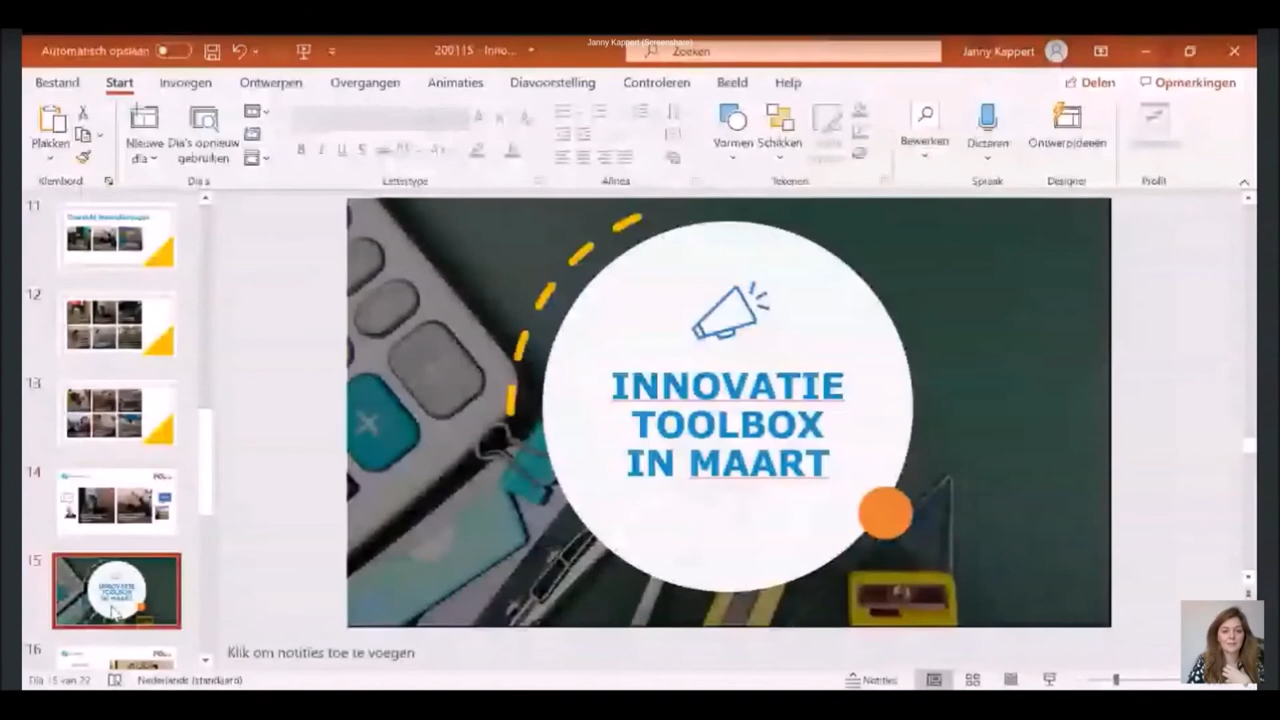 Janny Kappert (Screenshare)
Automatisch opslaan
200115 - Inno...
Zoeken
Janny Kappert
Bestand Start Invoegen Ontwerpen Overgangen Animaties Diavoorstelling Controleren Beeld Help Delen Opmerkingen
Plakken Nieuwe dia Dia's opnieuw gebruiken Vormen Schikken Bewerken Dicteren Ontwerpideeën
Klembord Dia's Lettertype Alinea Tekenen Spraak Designer Profit
11
12
13
14
15
16
INNOVATIE
TOOLBOX
IN MAART
Klik om notities toe te voegen
Dia 15 van 22 Nederlands (standaard) Notities